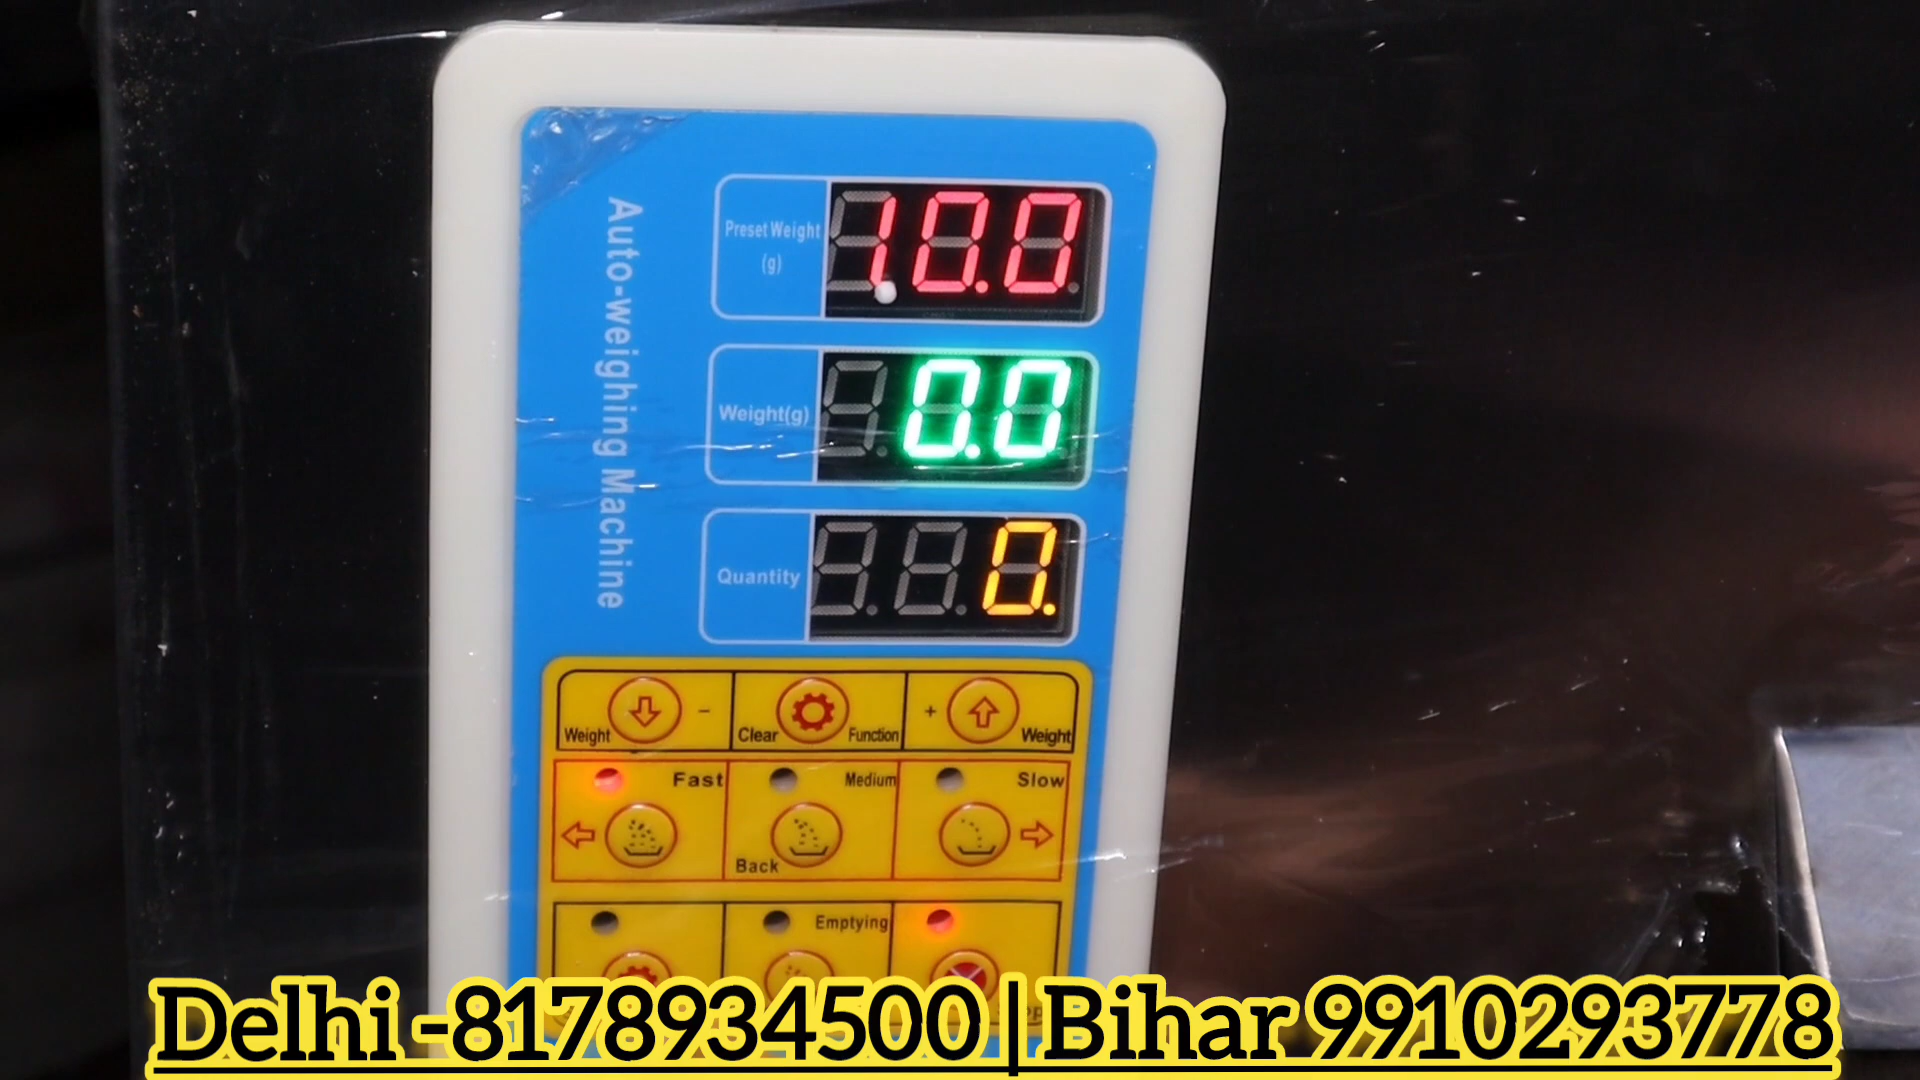 Auto-weighing Machine
Preset Weight
(g)
10.0
Weight(g)
0.0
Quantity
0.
Weight -
Clear Function
+ Weight
Fast
Medium
Back
Slow
Emptying
Delhi -8178934500 | Bihar 9910293778